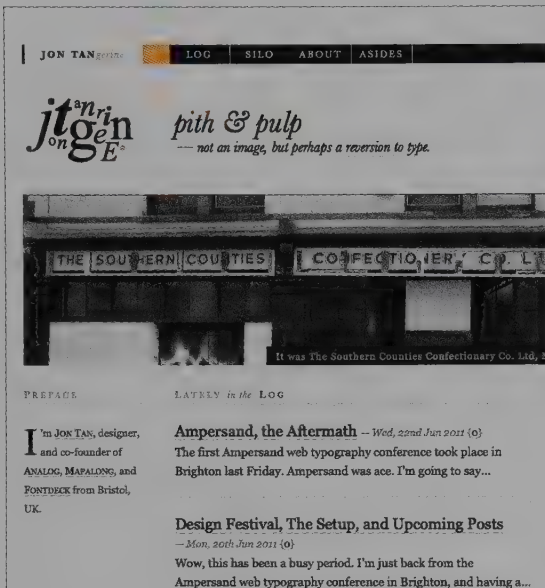 JON TANgerine LOG SILO ABOUT ASIDES
jtanrin
on gen
E
pith & pulp
— not an image, but perhaps a reversion to type.
THE SOUTHERN COUNTIES CONFECTIONERY CO. L
It was The Southern Counties Confectionary Co. Ltd,
PREFACE
I'm JON TAN, designer,
and co-founder of
ANALOG, MAPALONG, and
FONTDECK from Bristol,
UK.
LATELY in the LOG
Ampersand, the Aftermath — Wed, 22nd Jun 2011 {0}
The first Ampersand web typography conference took place in
Brighton last Friday. Ampersand was ace. I'm going to say...
Design Festival, The Setup, and Upcoming Posts
— Mon, 20th Jun 2011 {0}
Wow, this has been a busy period. I'm just back from the
Ampersand web typography conference in Brighton, and having a...